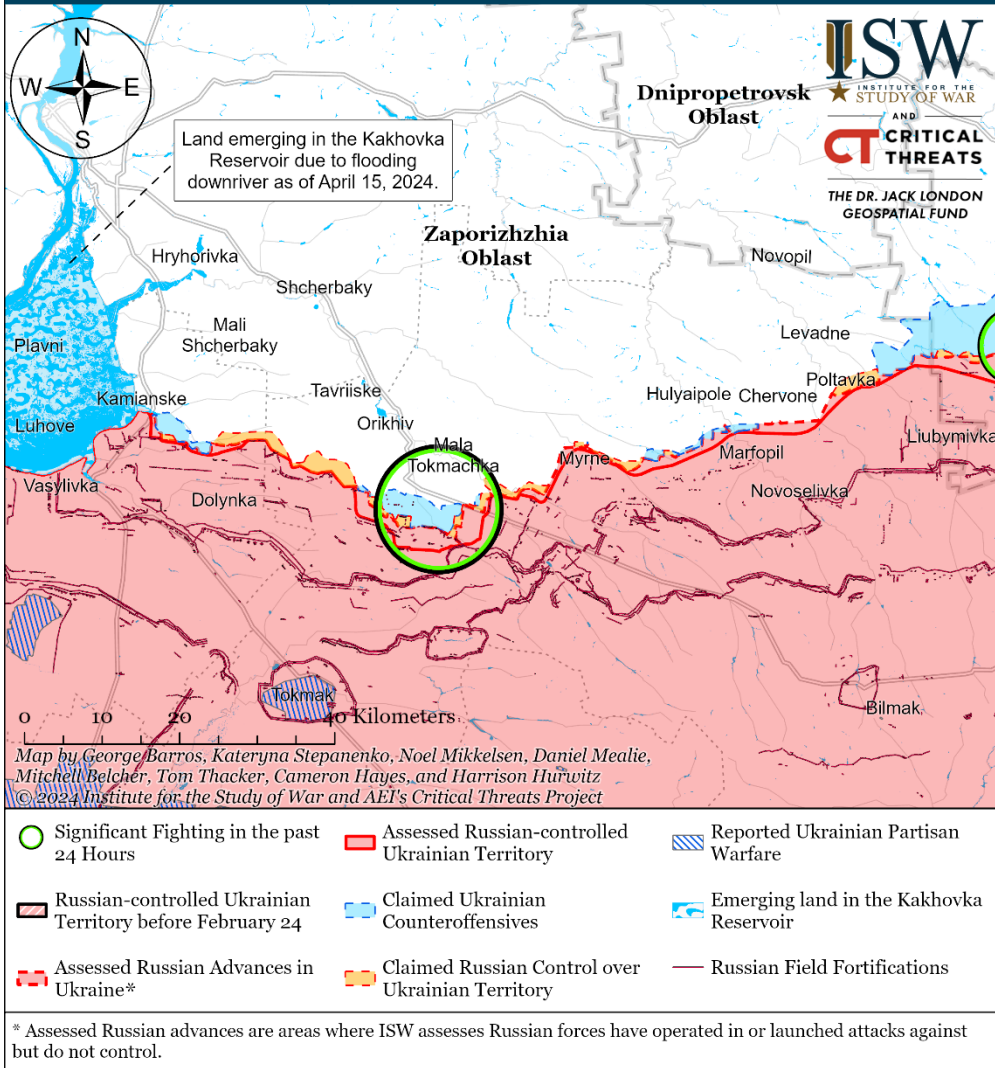 N
W
E
S
ISW
INSTITUTE FOR THE
STUDY OF WAR
AND
CT CRITICAL
THREATS
THE DR. JACK LONDON
GEOSPATIAL FUND
Land emerging in the Kakhovka
Reservoir due to flooding
downriver as of April 15, 2024.
Dnipropetrovsk
Oblast
Zaporizhzhia
Oblast
Hryhorivka
Novopil
Shcherbaky
Mali
Shcherbaky
Levadne
Plavni
Tavriiske
Poltavka
Kamianske
Hulyaipole
Chervone
Luhove
Orikhiv
Mala
Tokmachka
Myrne
Marfopil
Liubymivka
Vasylivka
Dolynka
Novoselivka
Tokmak
Bilmak
0 10 20 40 Kilometers
Map by George Barros, Kateryna Stepanenko, Noel Mikkelsen, Daniel Mealie,
Mitchell Belcher, Tom Thacker, Cameron Hayes, and Harrison Hurwitz
© 2024 Institute for the Study of War and AEI's Critical Threats Project
Significant Fighting in the past
24 Hours
Assessed Russian-controlled
Ukrainian Territory
Reported Ukrainian Partisan
Warfare
Russian-controlled Ukrainian
Territory before February 24
Claimed Ukrainian
Counteroffensives
Emerging land in the Kakhovka
Reservoir
Assessed Russian Advances in
Ukraine*
Claimed Russian Control over
Ukrainian Territory
Russian Field Fortifications
* Assessed Russian advances are areas where ISW assesses Russian forces have operated in or launched attacks against
but do not control.